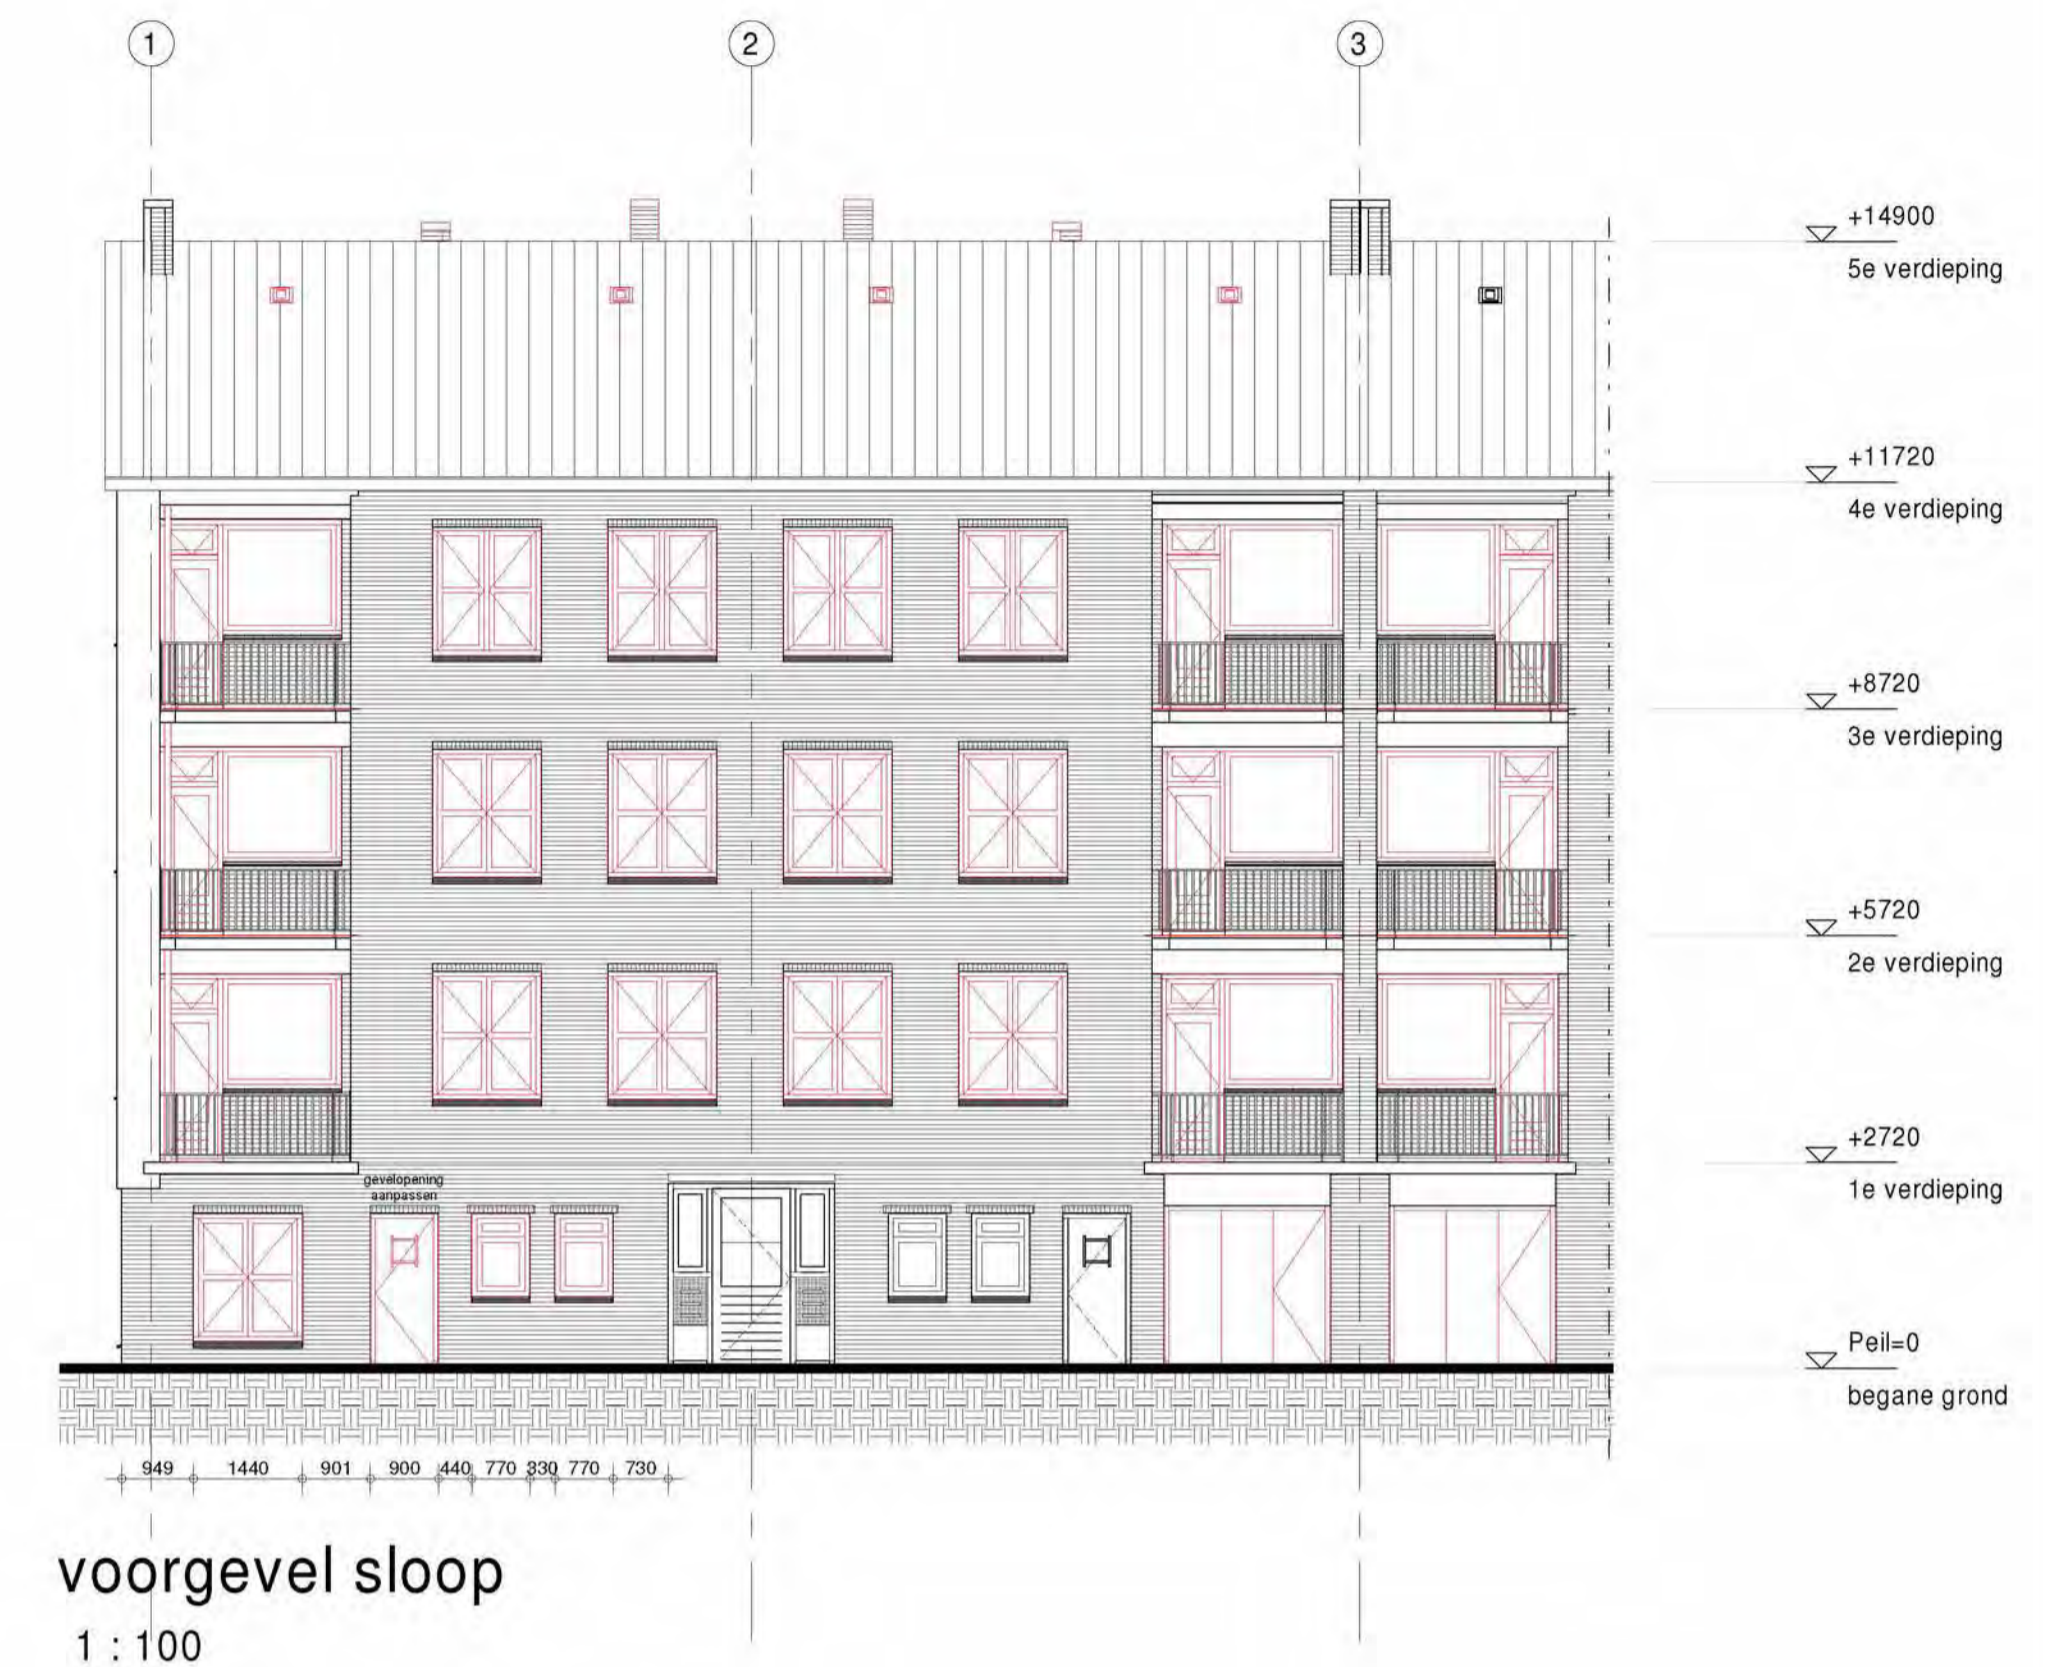 1
2
3
+14900
5e verdieping
+11720
4e verdieping
+8720
3e verdieping
+5720
2e verdieping
+2720
1e verdieping
gevelopening
aanpassen
Peil=0
begane grond
949 1440 901 900 440 770 330 770 730
voorgevel sloop
1 : 100